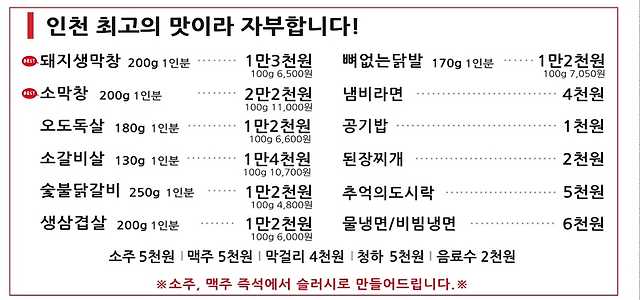 인천 최고의 맛이라 자부합니다!
BEST 돼지생막창 200g 1인분 ········ 1만3천원
100g 6,500원
BEST 소막창 200g 1인분 ········ 2만2천원
100g 11,000원
오도독살 180g 1인분 ······ 1만2천원
100g 6,600원
소갈비살 130g 1인분 ······ 1만4천원
100g 10,700원
숯불닭갈비 250g 1인분 ······ 1만2천원
100g 4,800원
생삼겹살 200g 1인분 ······ 1만2천원
100g 6,000원
뼈없는닭발 170g 1인분 ······ 1만2천원
100g 7,050원
냄비라면 ········ 4천원
공기밥 ········ 1천원
된장찌개 ········ 2천원
추억의도시락 ········ 5천원
물냉면/비빔냉면 ········ 6천원
소주 5천원 | 맥주 5천원 | 막걸리 4천원 | 청하 5천원 | 음료수 2천원
※소주, 맥주 즉석에서 슬러시로 만들어드립니다.※